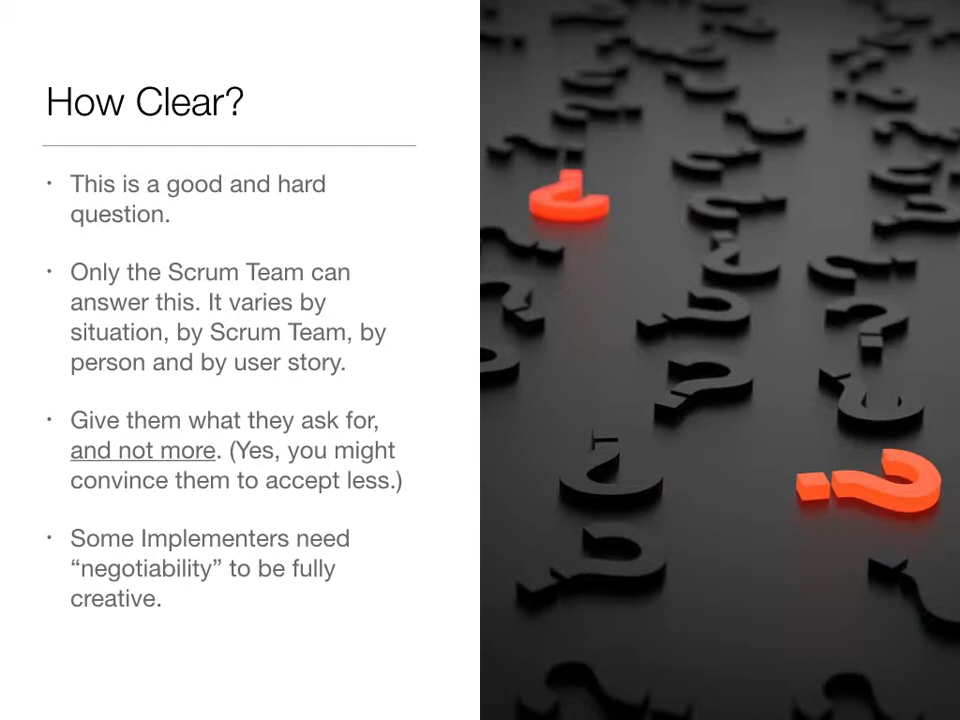 How Clear?
• This is a good and hard
question.
• Only the Scrum Team can
answer this. It varies by
situation, by Scrum Team, by
person and by user story.
• Give them what they ask for,
and not more. (Yes, you might
convince them to accept less.)
• Some Implementers need
“negotiability” to be fully
creative.